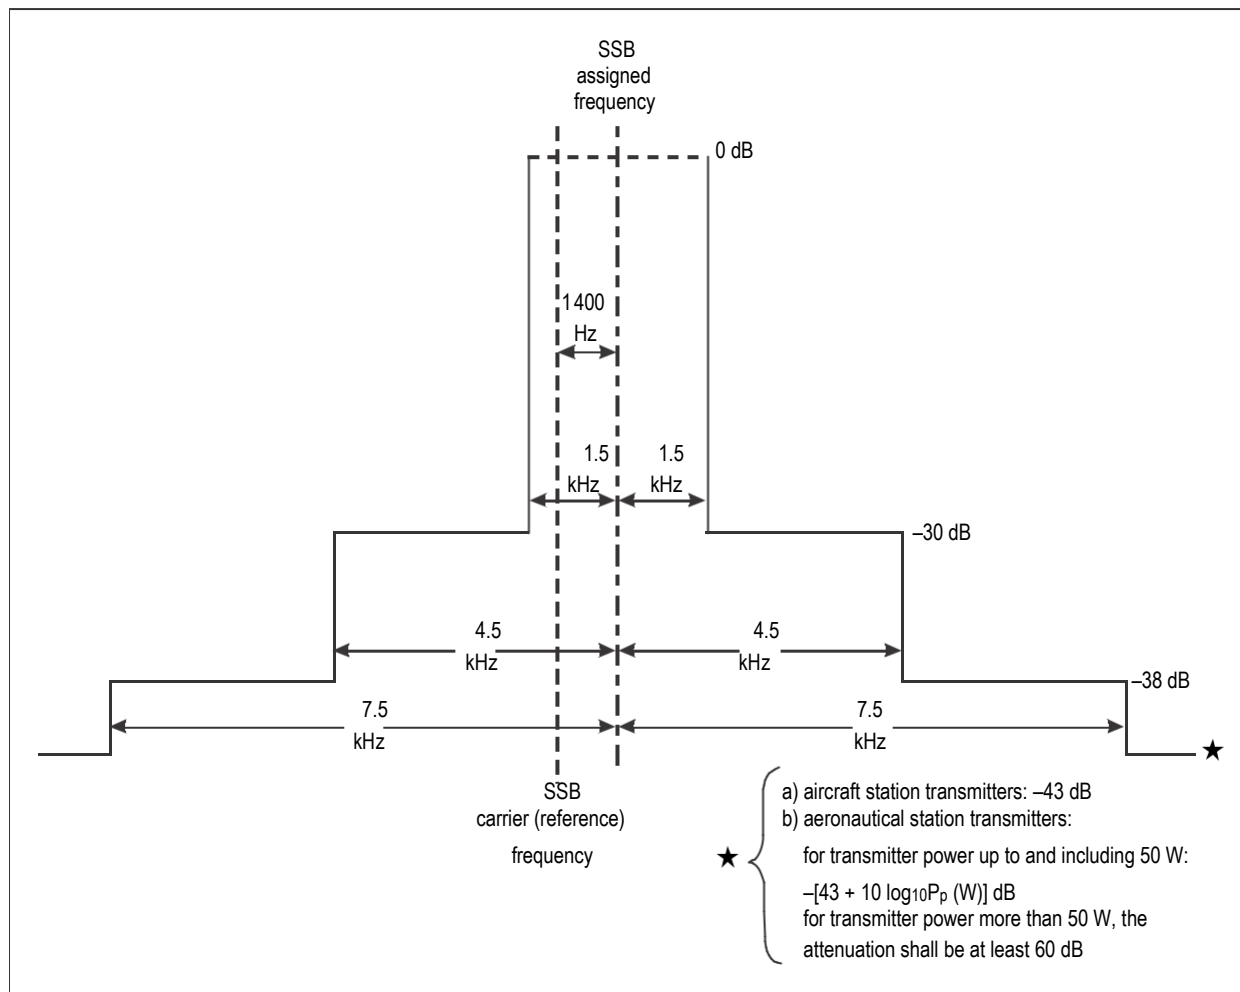 SSB
assigned
frequency
0 dB
1 400
Hz
1.5
kHz
1.5
kHz
–30 dB
4.5
kHz
4.5
kHz
–38 dB
7.5
kHz
7.5
kHz
★
SSB
carrier (reference)
frequency
★
a) aircraft station transmitters: –43 dB
b) aeronautical station transmitters:
for transmitter power up to and including 50 W:
–[43 + 10 log10Pp (W)] dB
for transmitter power more than 50 W, the
attenuation shall be at least 60 dB